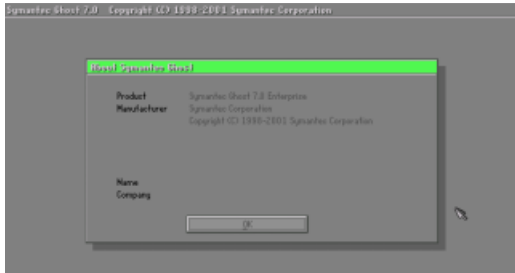 Symantec Ghost 7.0   Copyright (C) 1998-2001 Symantec Corporation
About Symantec Ghost
Product   Symantec Ghost 7.0 Enterprise
Manufacturer   Symantec Corporation
Copyright (C) 1998-2001 Symantec Corporation
Name
Company
OK